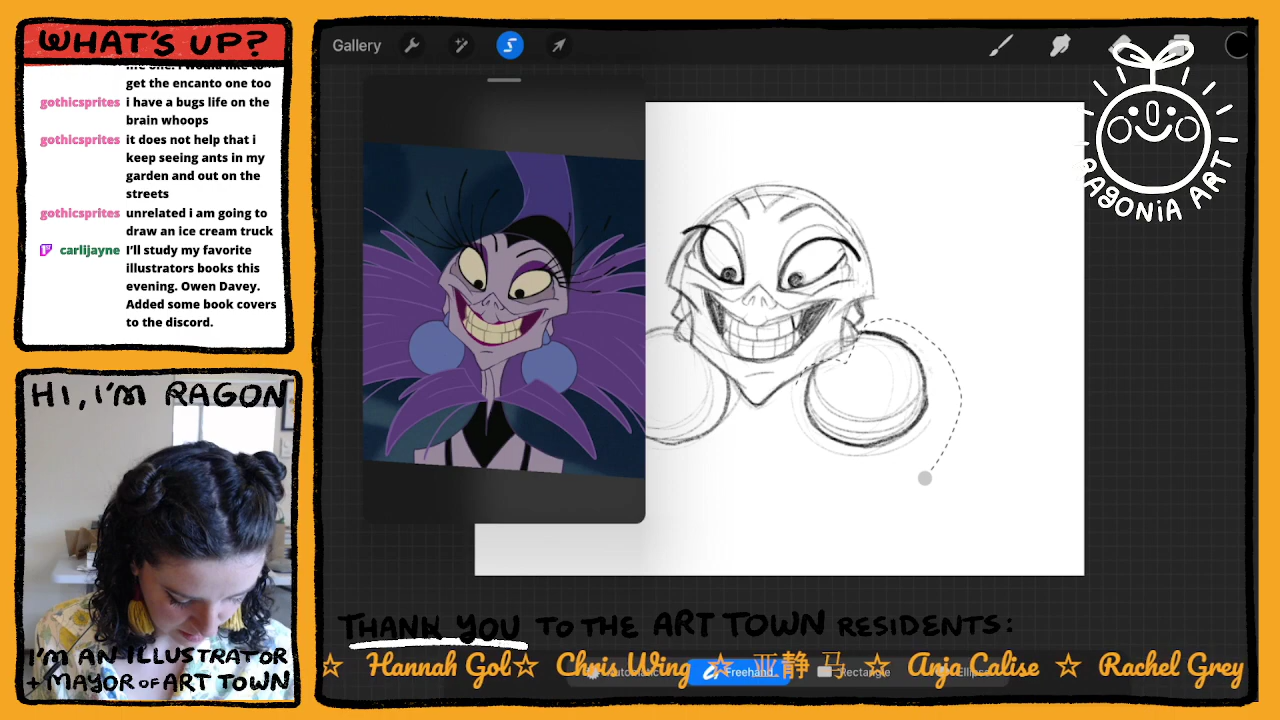 WHAT'S UP?
get the encanto one too
gothicsprites i have a bugs life on the
brain whoops
gothicsprites it does not help that i
keep seeing ants in my
garden and out on the
streets
gothicsprites unrelated i am going to
draw an ice cream truck
carlijayne I'll study my favorite
illustrators books this
evening. Owen Davey.
Added some book covers
to the discord.
HI, I'M RAGON
I'M AN ILLUSTRATOR
+ MAYOR OF ART TOWN
Gallery
RAGONIA ART
THANK YOU TO THE ART TOWN RESIDENTS:
Hannah Gol ☆ Chris Wing ☆ 亚静 马 ☆ Anja Calise ☆ Rachel Grey
Freehand Rectangle